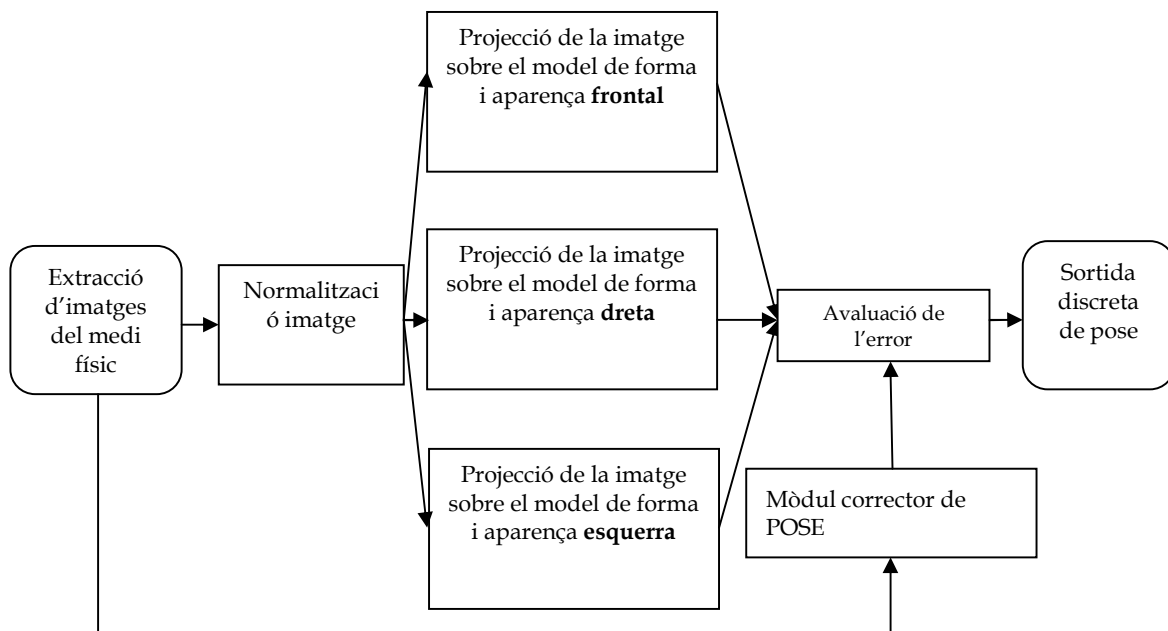 Projecció de la imatge
sobre el model de forma
i aparença frontal
Extracció
d’imatges
del medi
físic
Normalitzaci
ó imatge
Projecció de la imatge
sobre el model de forma
i aparença dreta
Avaluació de
l’error
Sortida
discreta
de pose
Projecció de la imatge
sobre el model de forma
i aparença esquerra
Mòdul corrector de
POSE